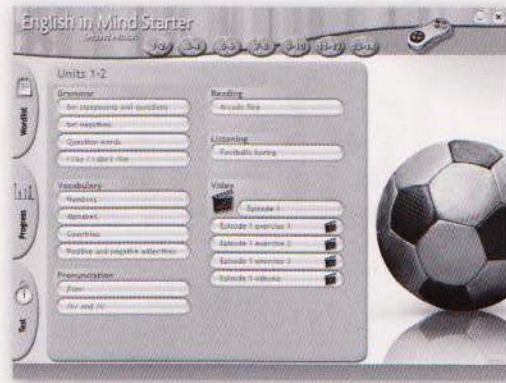 English in Mind Starter
Second edition
1-2 3-4 5-6 7-8 9-10 11-12 13-14
Units 1-2
Grammar
be: statements and questions
be: negatives
Question words
I like / I don't like
Vocabulary
Numbers
Alphabet
Countries
Positive and negative adjectives
Pronunciation
from
Reading
Arcade flies
Listening
Football's boring
Video
Episode 1
Episode 1 exercise 1
Episode 1 exercise 2
Episode 1 exercise 3
Episode 1 videoke
Wordlist
Progress
Test